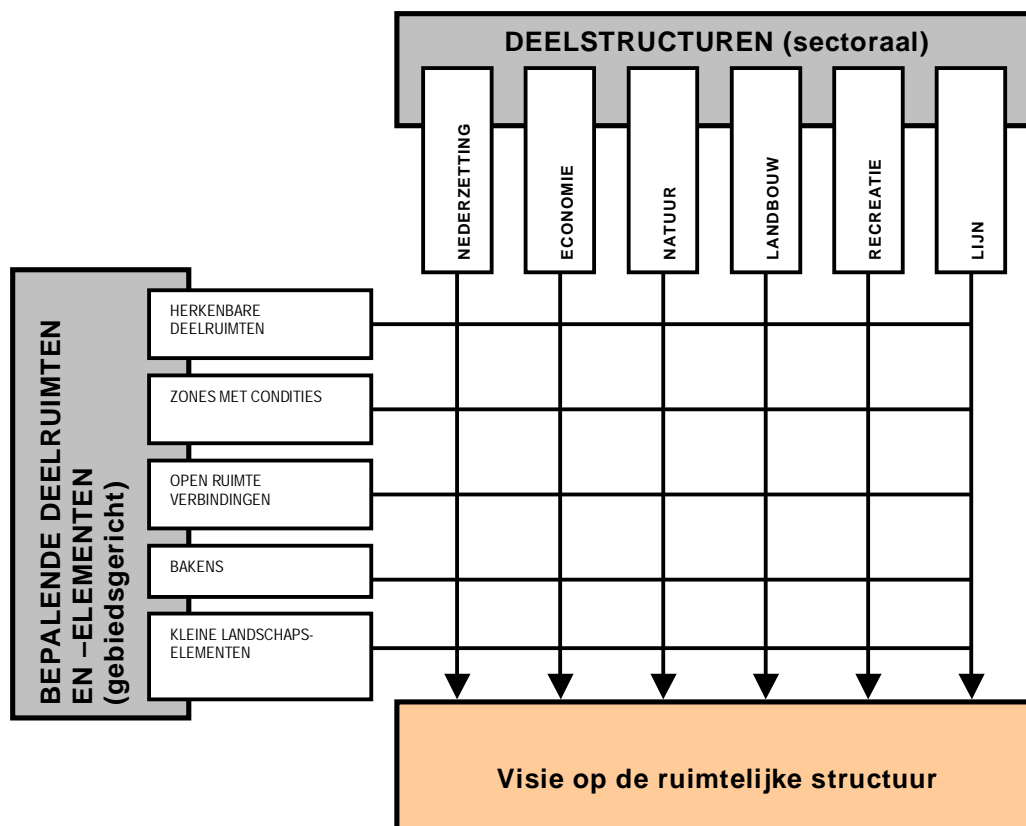 DEELSTRUCTUREN (sectoraal)
NEDERZETTING
ECONOMIE
NATUUR
LANDBOUW
RECREATIE
LIJN
BEPALENDE DEELRUIMTEN
EN –ELEMENTEN
(gebiedsgericht)
HERKENBARE
DEELRUIMTEN
ZONES MET CONDITIES
OPEN RUIMTE
VERBINDINGEN
BAKENS
KLEINE LANDSCHAPS-
ELEMENTEN
Visie op de ruimtelijke structuur